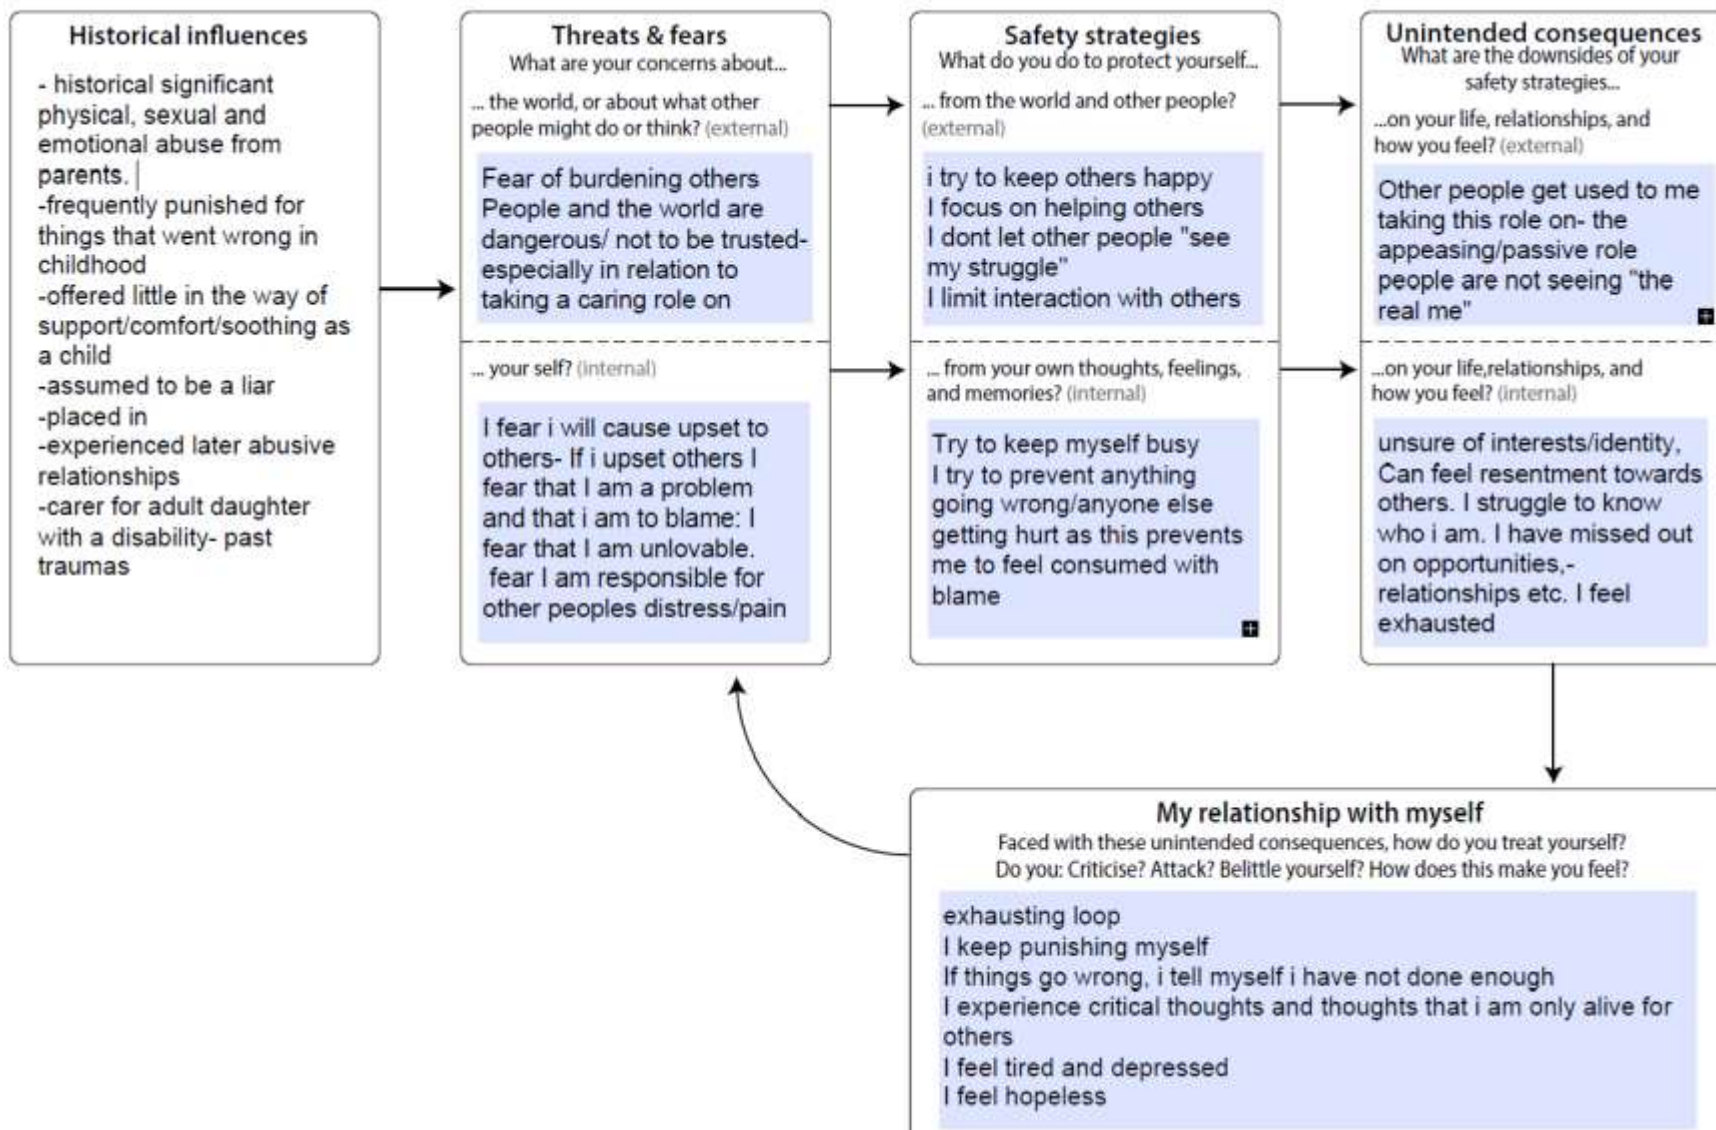 Historical influences
- historical significant
physical, sexual and
emotional abuse from
parents.
-frequently punished for
things that went wrong in
childhood
-offered little in the way of
support/comfort/soothing as
a child
-assumed to be a liar
-placed in
-experienced later abusive
relationships
-carer for adult daughter
with a disability- past
traumas
Threats & fears
What are your concerns about...
... the world, or about what other
people might do or think? (external)
Fear of burdening others
People and the world are
dangerous/ not to be trusted-
especially in relation to
taking a caring role on
... your self? (internal)
I fear i will cause upset to
others- If i upset others I
fear that I am a problem
and that i am to blame: I
fear that I am unlovable.
fear I am responsible for
other peoples distress/pain
Safety strategies
What do you do to protect yourself...
... from the world and other people?
(external)
i try to keep others happy
I focus on helping others
I dont let other people "see
my struggle"
I limit interaction with others
... from your own thoughts, feelings,
and memories? (internal)
Try to keep myself busy
I try to prevent anything
going wrong/anyone else
getting hurt as this prevents
me to feel consumed with
blame
Unintended consequences
What are the downsides of your
safety strategies...
...on your life, relationships, and
how you feel? (external)
Other people get used to me
taking this role on- the
appeasing/passive role
people are not seeing "the
real me"
...on your life,relationships, and
how you feel? (internal)
unsure of interests/identity,
Can feel resentment towards
others. I struggle to know
who i am. I have missed out
on opportunities,-
relationships etc. I feel
exhausted
My relationship with myself
Faced with these unintended consequences, how do you treat yourself?
Do you: Criticise? Attack? Belittle yourself? How does this make you feel?
exhausting loop
I keep punishing myself
If things go wrong, i tell myself i have not done enough
I experience critical thoughts and thoughts that i am only alive for
others
I feel tired and depressed
I feel hopeless